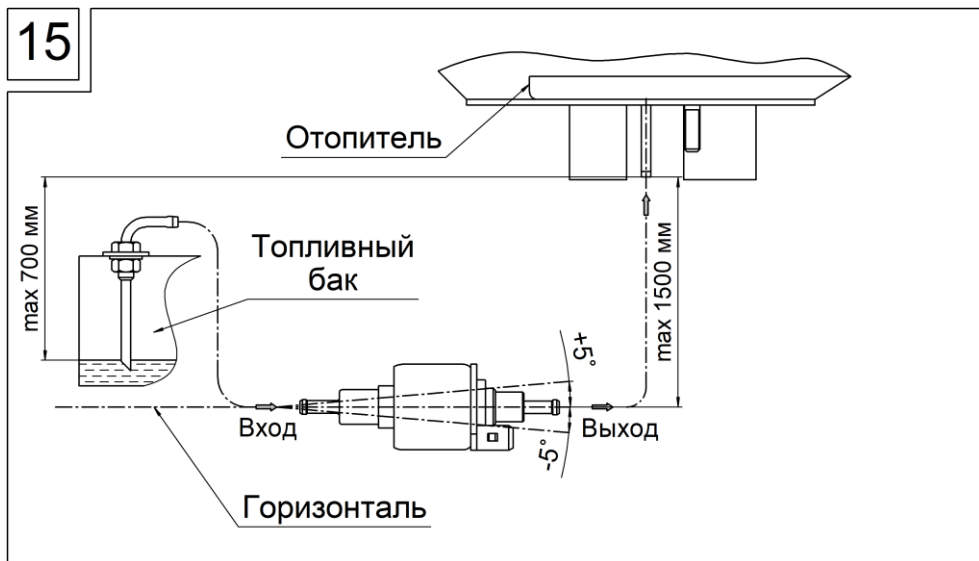 15
Отопитель
max 700 мм
Топливный
бак
max 1500 мм
+5°
Вход
Выход
-5°
Горизонталь